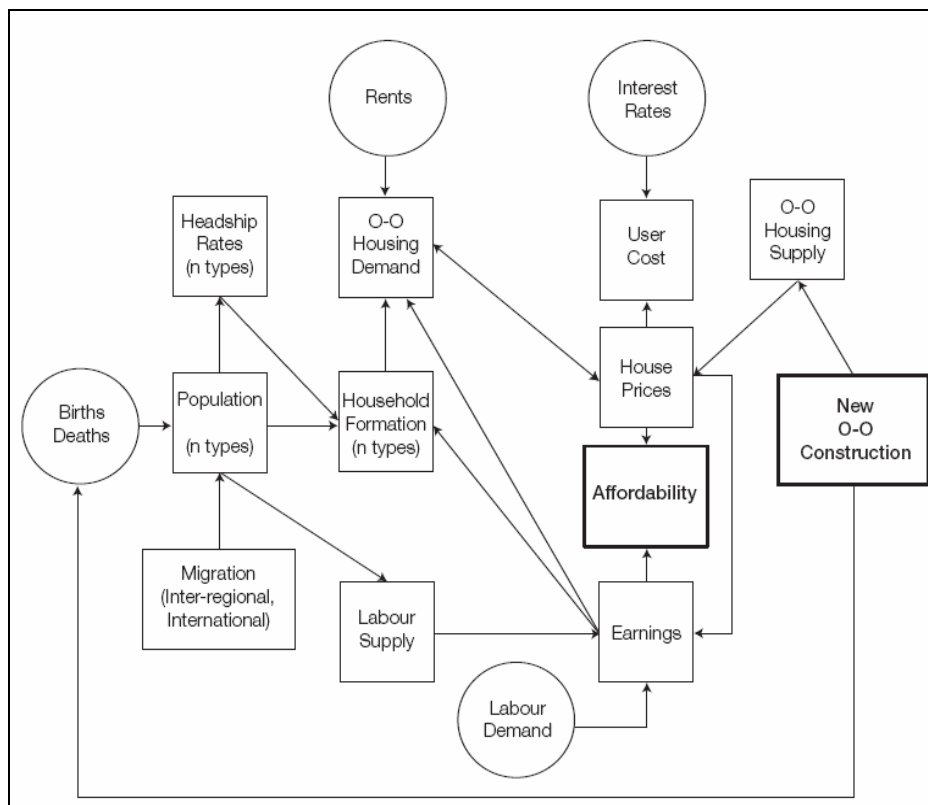 Rents
Interest
Rates
Headship
Rates
(n types)
O-O
Housing
Demand
User
Cost
O-O
Housing
Supply
Births
Deaths
Population
(n types)
Household
Formation
(n types)
House
Prices
New
O-O
Construction
Affordability
Migration
(Inter-regional,
International)
Labour
Supply
Earnings
Labour
Demand